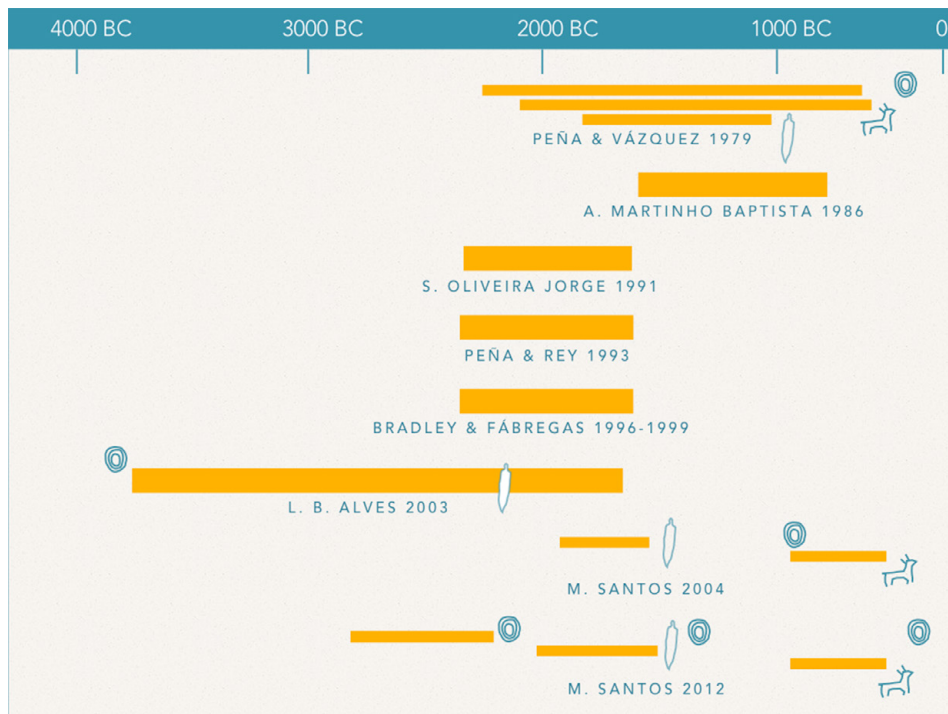 4000 BC 3000 BC 2000 BC 1000 BC 0
PEÑA & VÁZQUEZ 1979
A. MARTINHO BAPTISTA 1986
S. OLIVEIRA JORGE 1991
PEÑA & REY 1993
BRADLEY & FÁBREGAS 1996-1999
L. B. ALVES 2003
M. SANTOS 2004
M. SANTOS 2012